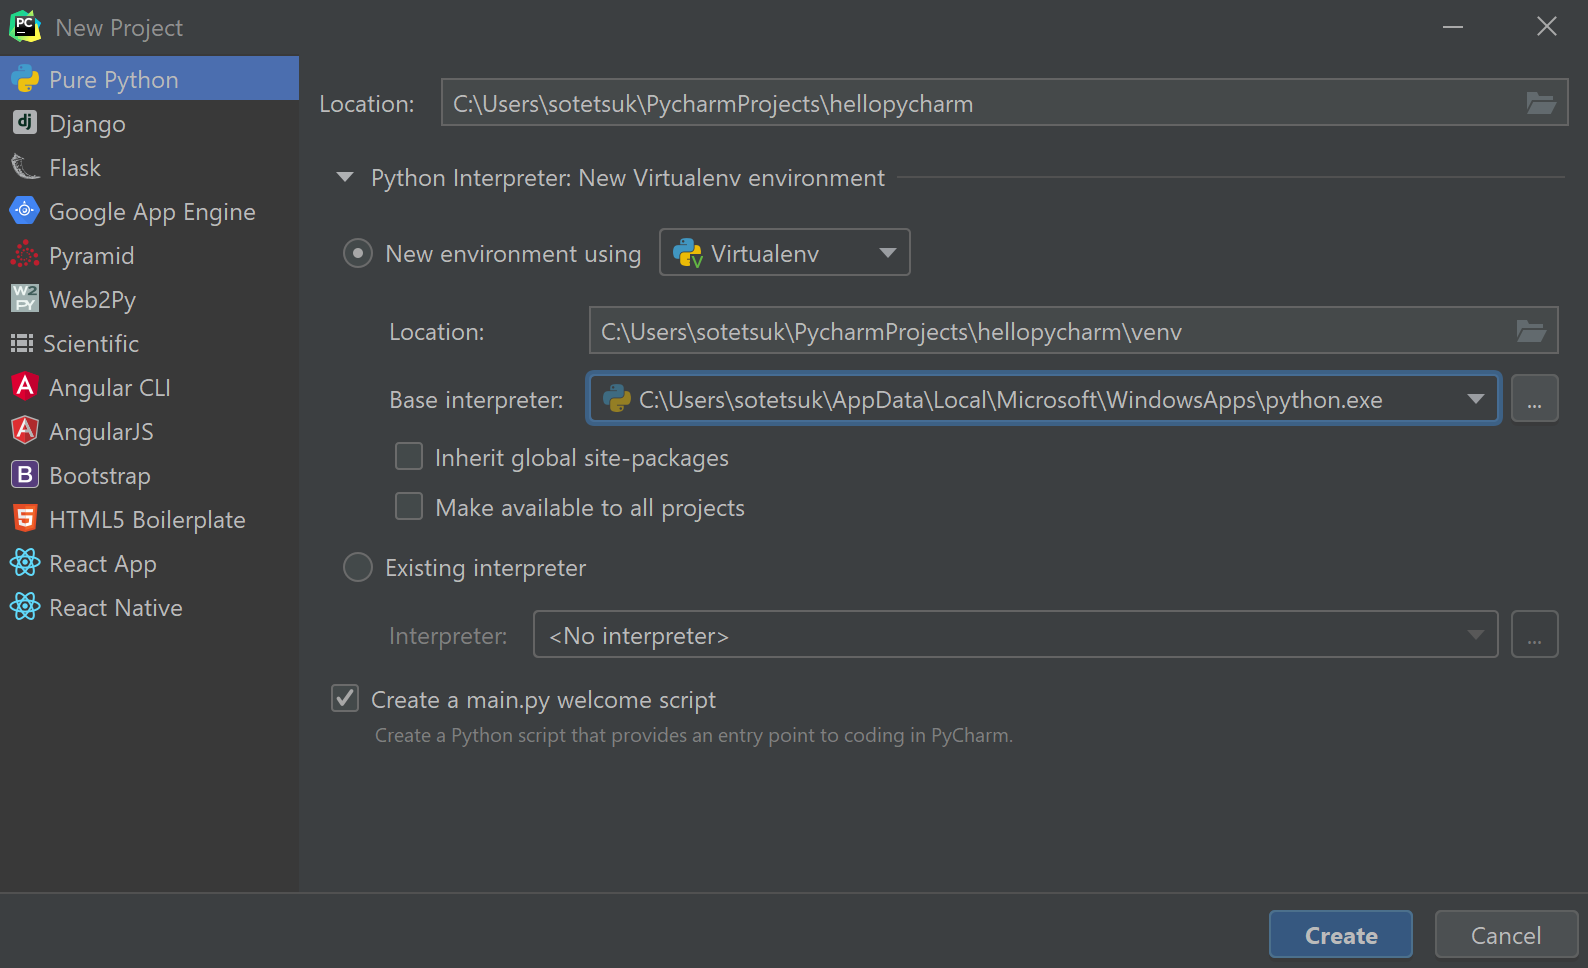 New Project
Pure Python
Django
Flask
Google App Engine
Pyramid
Web2Py
Scientific
Angular CLI
AngularJS
Bootstrap
HTML5 Boilerplate
React App
React Native
Location: C:\Users\sotetsuk\PycharmProjects\hellopycharm
Python Interpreter: New Virtualenv environment
New environment using Virtualenv
Location: C:\Users\sotetsuk\PycharmProjects\hellopycharm\venv
Base interpreter: C:\Users\sotetsuk\AppData\Local\Microsoft\WindowsApps\python.exe ...
Inherit global site-packages
Make available to all projects
Existing interpreter
Interpreter: <No interpreter> ...
Create a main.py welcome script
Create a Python script that provides an entry point to coding in PyCharm.
Create Cancel